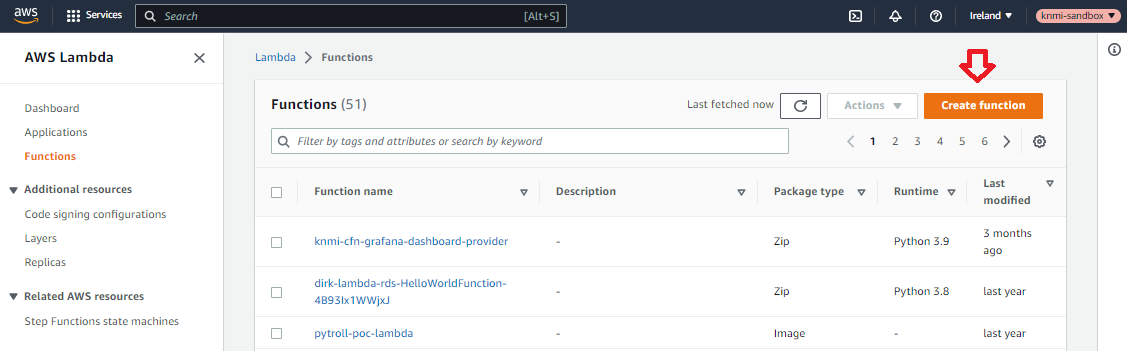 aws Services Search [Alt+S] Ireland ▼ knmi-sandbox ▼
AWS Lambda
Dashboard
Applications
Functions
Additional resources
Code signing configurations
Layers
Replicas
Related AWS resources
Step Functions state machines
Lambda > Functions
Functions (51) Last fetched now Actions ▼ Create function
Filter by tags and attributes or search by keyword < 1 2 3 4 5 6 >
Function name Description Package type Runtime Last
modified
knmi-cfn-grafana-dashboard-provider - Zip Python 3.9 3 months
ago
dirk-lambda-rds-HelloWorldFunction-
4B93Ix1WWjxJ - Zip Python 3.8 last year
pytroll-poc-lambda - Image - last year